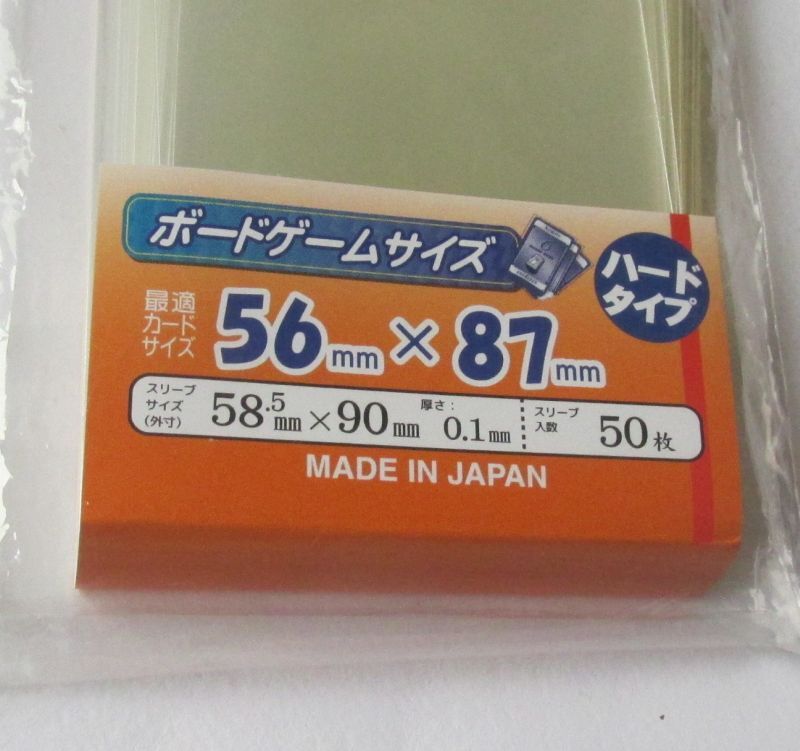 ボードゲームサイズ
ハード
タイプ
最適
カード
サイズ
56mm×87mm
スリーブ
サイズ
(外寸)
58.5mm×90mm
厚さ:
0.1mm
スリーブ
入数
50枚
MADE IN JAPAN